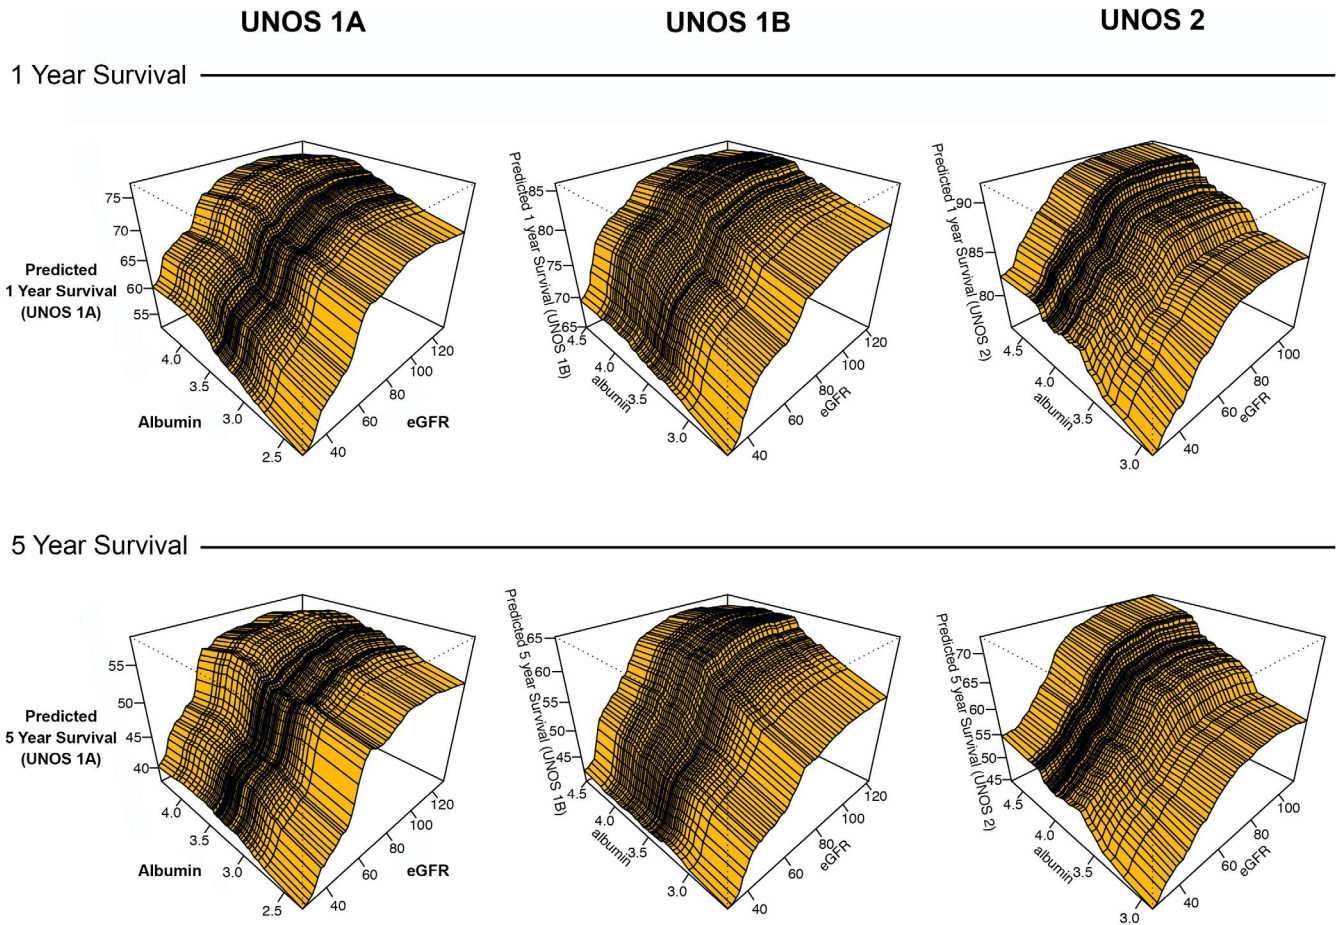 UNOS 1A
UNOS 1B
UNOS 2
1 Year Survival
Predicted
1 Year Survival
(UNOS 1A)
75
70
65
60
55
4.0
3.5
3.0
2.5
Albumin
40
60
80
100
120
eGFR
Predicted 1 year Survival (UNOS 1B)
85
80
75
70
65
4.5
4.0
3.5
3.0
albumin
40
60
80
100
120
eGFR
Predicted 1 year Survival (UNOS 2)
90
85
80
4.5
4.0
3.5
3.0
albumin
40
60
80
100
eGFR
5 Year Survival
Predicted
5 Year Survival
(UNOS 1A)
55
50
45
40
4.0
3.5
3.0
2.5
Albumin
40
60
80
100
120
eGFR
Predicted 5 year Survival (UNOS 1B)
65
60
55
50
45
4.5
4.0
3.5
3.0
albumin
40
60
80
100
120
eGFR
Predicted 5 year Survival (UNOS 2)
70
65
60
55
50
45
4.5
4.0
3.5
3.0
albumin
40
60
80
100
eGFR